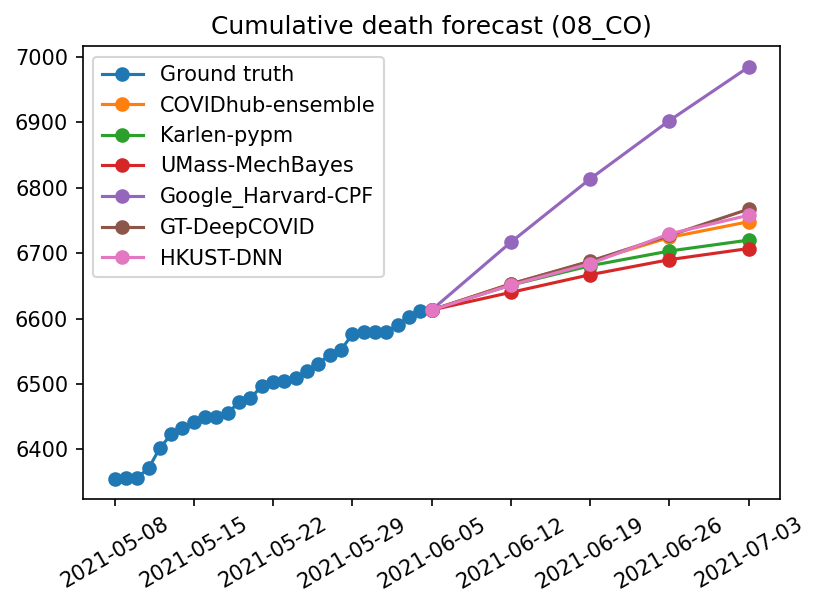 Cumulative death forecast (08_CO)
7000
6900
6800
6700
6600
6500
6400
Ground truth
COVIDhub-ensemble
Karlen-pypm
UMass-MechBayes
Google_Harvard-CPF
GT-DeepCOVID
HKUST-DNN
2021-05-08
2021-05-15
2021-05-22
2021-05-29
2021-06-05
2021-06-12
2021-06-19
2021-06-26
2021-07-03